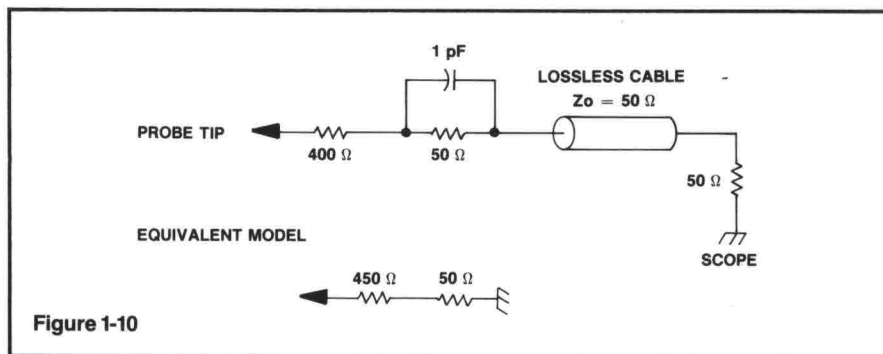 1 pF
LOSSLESS CABLE
Zo = 50 Ω
PROBE TIP
400 Ω
50 Ω
50 Ω
SCOPE
EQUIVALENT MODEL
450 Ω
50 Ω
Figure 1-10